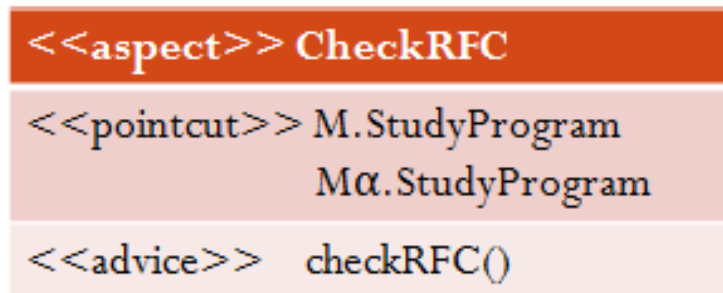 <<aspect>> CheckRFC
<<pointcut>> M.StudyProgram
Mα.StudyProgram
<<advice>> checkRFC()